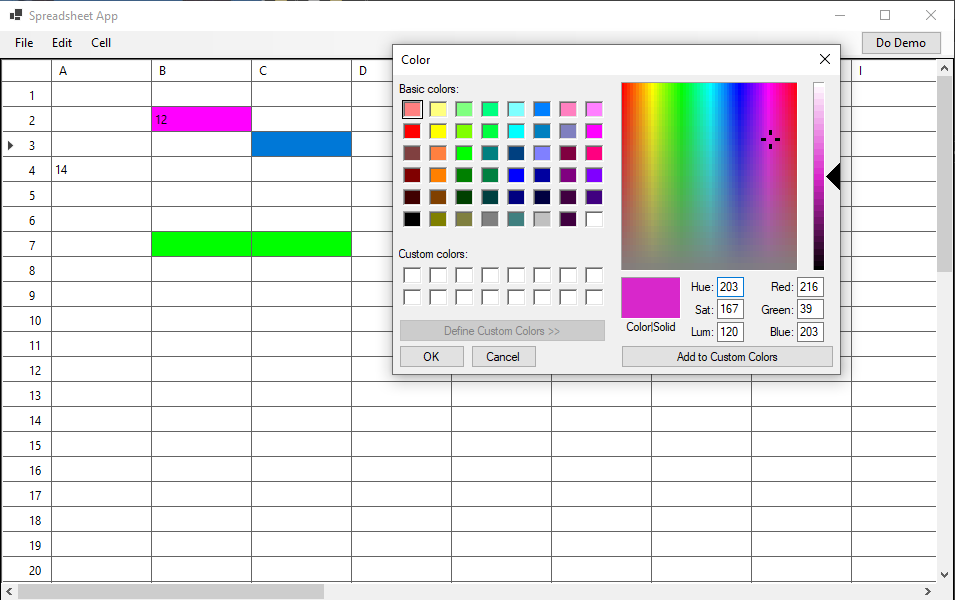 Spreadsheet App
File Edit Cell Do Demo
Color
A B C D I
Basic colors:
1
2 12
3
4 14
5
6
7
Custom colors:
8
9
Hue: 203 Red: 216
Sat: 167 Green: 39
Color|Solid Lum: 120 Blue: 203
10
Define Custom Colors >>
11
OK Cancel Add to Custom Colors
12
13
14
15
16
17
18
19
20